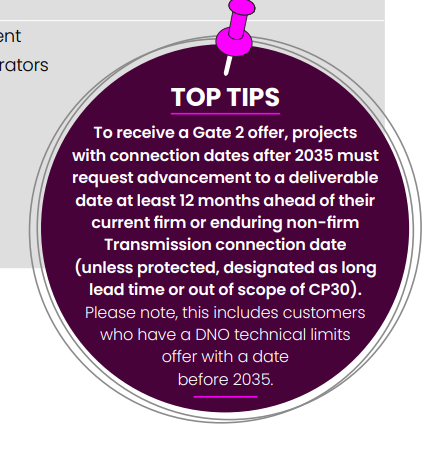 ent
rators
TOP TIPS
To receive a Gate 2 offer, projects
with connection dates after 2035 must
request advancement to a deliverable
date at least 12 months ahead of their
current firm or enduring non-firm
Transmission connection date
(unless protected, designated as long
lead time or out of scope of CP30).
Please note, this includes customers
who have a DNO technical limits
offer with a date
before 2035.